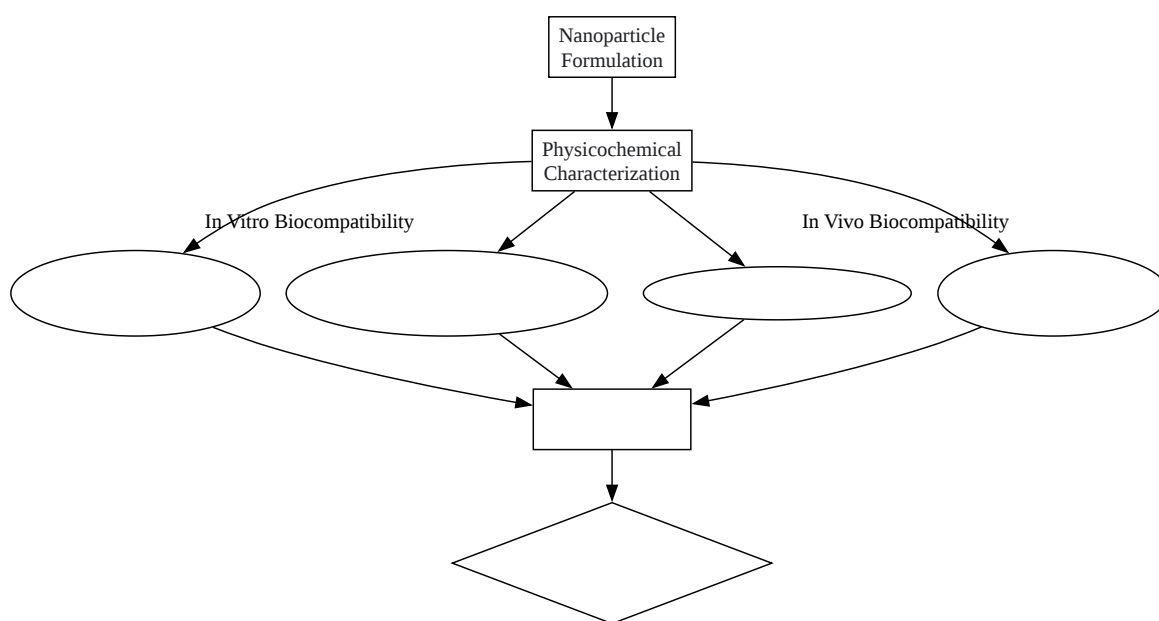 Nanoparticle
Formulation
Physicochemical
Characterization
In Vitro Biocompatibility
In Vivo Biocompatibility